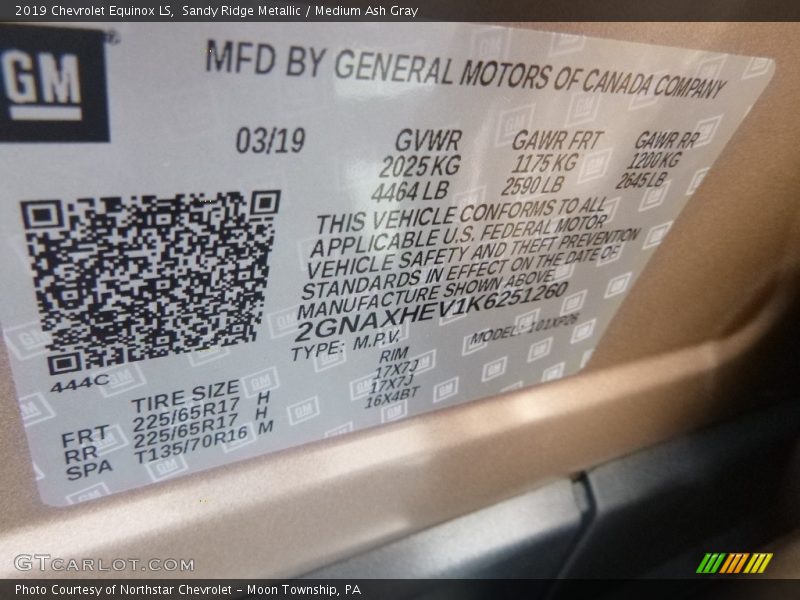 2019 Chevrolet Equinox LS,  Sandy Ridge Metallic / Medium Ash Gray
GM
®
MFD BY GENERAL MOTORS OF CANADA COMPANY
03/19
GVWR GAWR FRT GAWR RR
2025 KG 1175 KG 1200 KG
4464 LB 2590 LB 2645 LB
THIS VEHICLE CONFORMS TO ALL
APPLICABLE U.S. FEDERAL MOTOR
VEHICLE SAFETY AND THEFT PREVENTION
STANDARDS IN EFFECT ON THE DATE OF
MANUFACTURE SHOWN ABOVE.
2GNAXHEV1K6251260
TYPE: M.P.V. MODEL: 101XP26
444C
TIRE SIZE RIM
FRT 225/65R17 H 17X7J
RR 225/65R17 H 17X7J
SPA T135/70R16 M 16X4BT
GTCARLOT.COM
Photo Courtesy of Northstar Chevrolet – Moon Township, PA